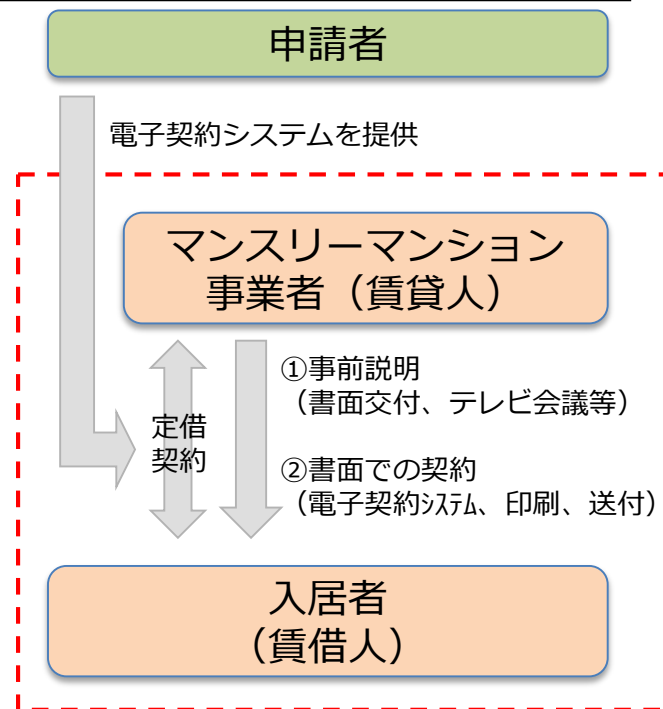 申請者
電子契約システムを提供
マンスリーマンション
事業者（賃貸人）
①事前説明
（書面交付、テレビ会議等）
定借
契約
②書面での契約
（電子契約ｼｽﾃﾑ、印刷、送付）
入居者
（賃借人）